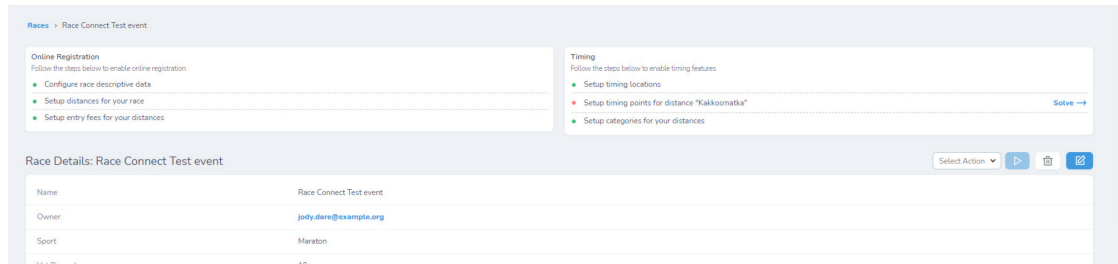 Races > Race Connect Test event
Online Registration
Follow the steps below to enable online registration
Configure race descriptive data
Setup distances for your race
Setup entry fees for your distances
Timing
Follow the steps below to enable timing features
Setup timing locations
Setup timing points for distance "Kakkosmatka" Solve →
Setup categories for your distances
Race Details: Race Connect Test event Select Action
Name Race Connect Test event
Owner jody.dare@example.org
Sport Maraton